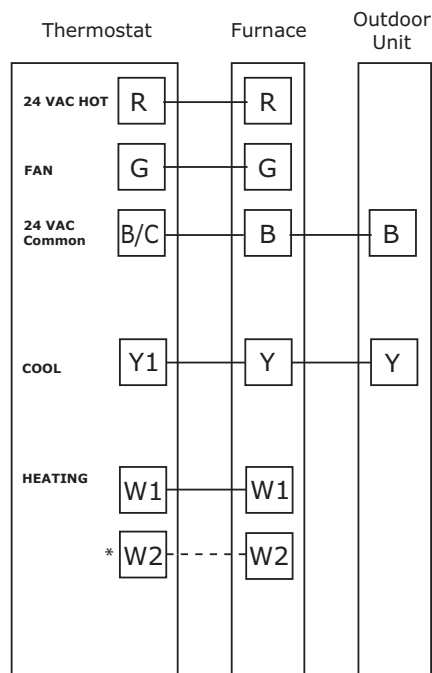 Thermostat Furnace Outdoor
Unit
24 VAC HOT R R
FAN G G
24 VAC
Common B/C B B
COOL Y1 Y Y
HEATING
W1 W1
* W2 W2